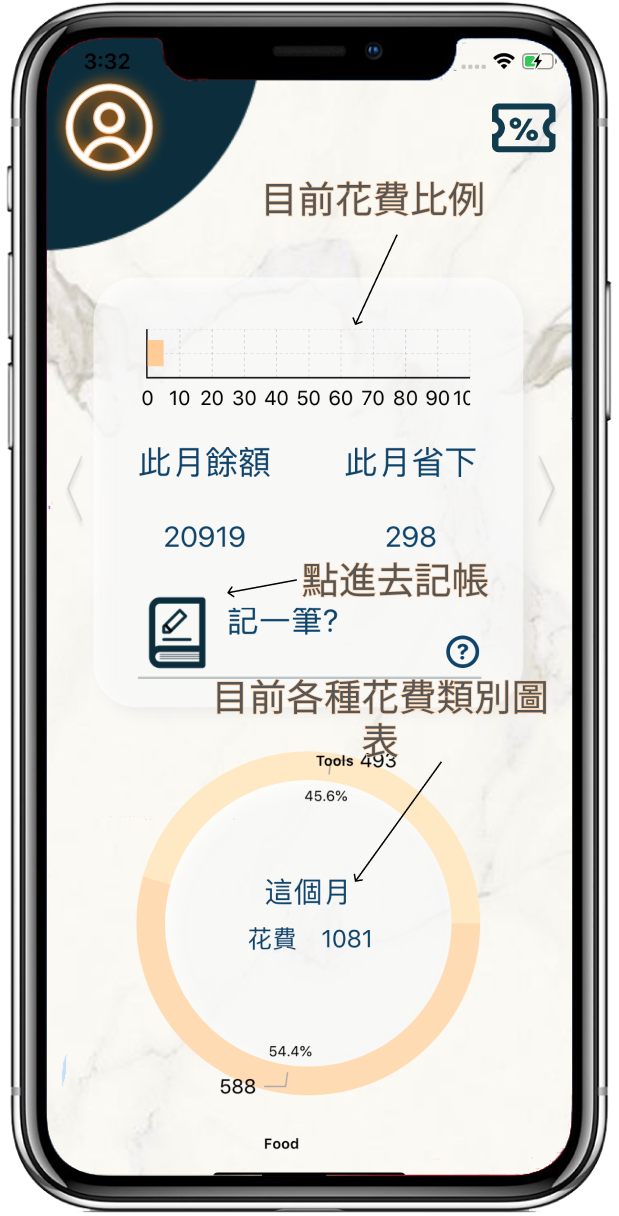 3:32
%
目前花費比例
0 10 20 30 40 50 60 70 80 90 10
此月餘額 此月省下
20919 298
點進去記帳
記一筆?
?
目前各種花費類別圖
表
Tools 493
45.6%
這個月
花費 1081
54.4%
588
Food